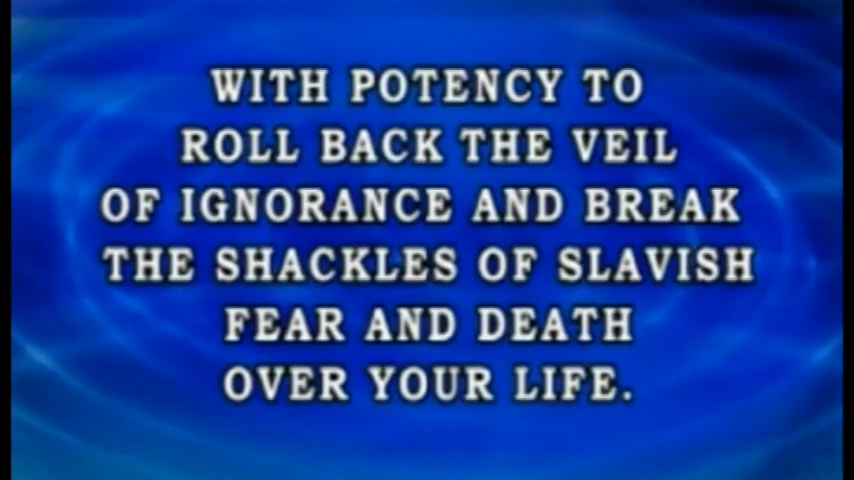 WITH POTENCY TO
ROLL BACK THE VEIL
OF IGNORANCE AND BREAK
THE SHACKLES OF SLAVISH
FEAR AND DEATH
OVER YOUR LIFE.